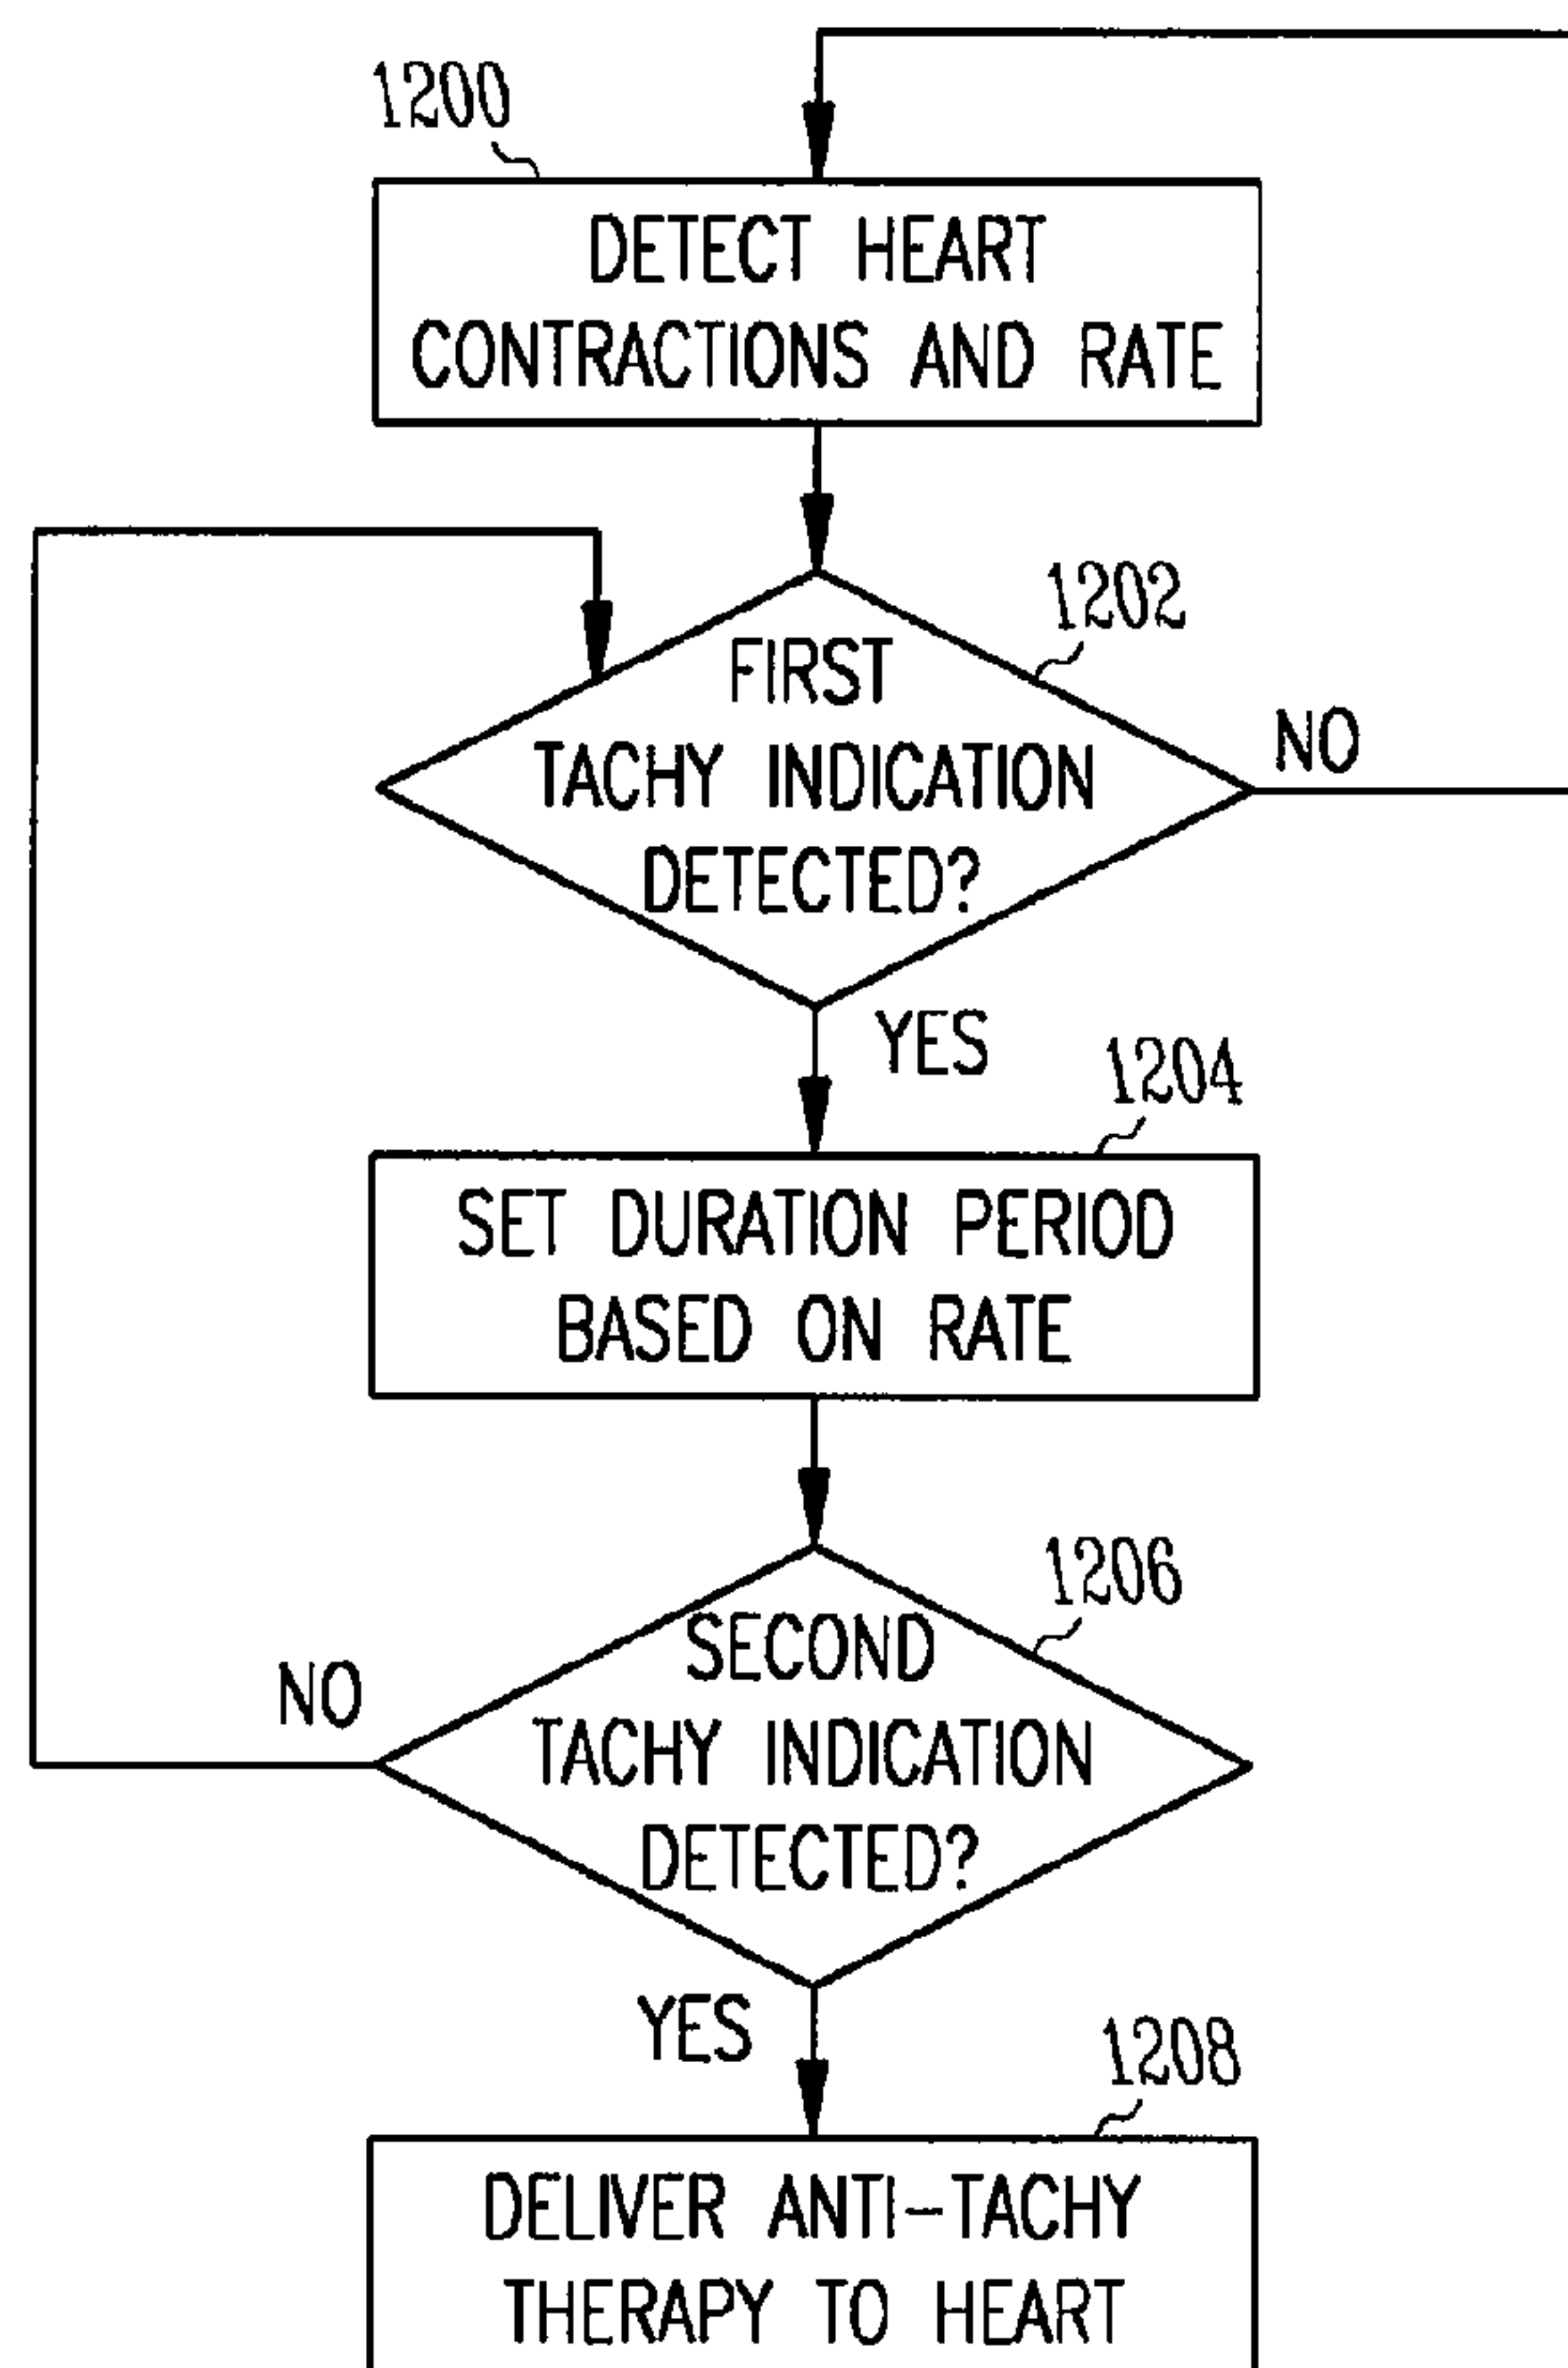 1200
DETECT HEART
CONTRACTIONS AND RATE
1202
FIRST
TACHY INDICATION
DETECTED?
NO
YES
1204
SET DURATION PERIOD
BASED ON RATE
1206
SECOND
TACHY INDICATION
DETECTED?
NO
YES
1208
DELIVER ANTI-TACHY
THERAPY TO HEART